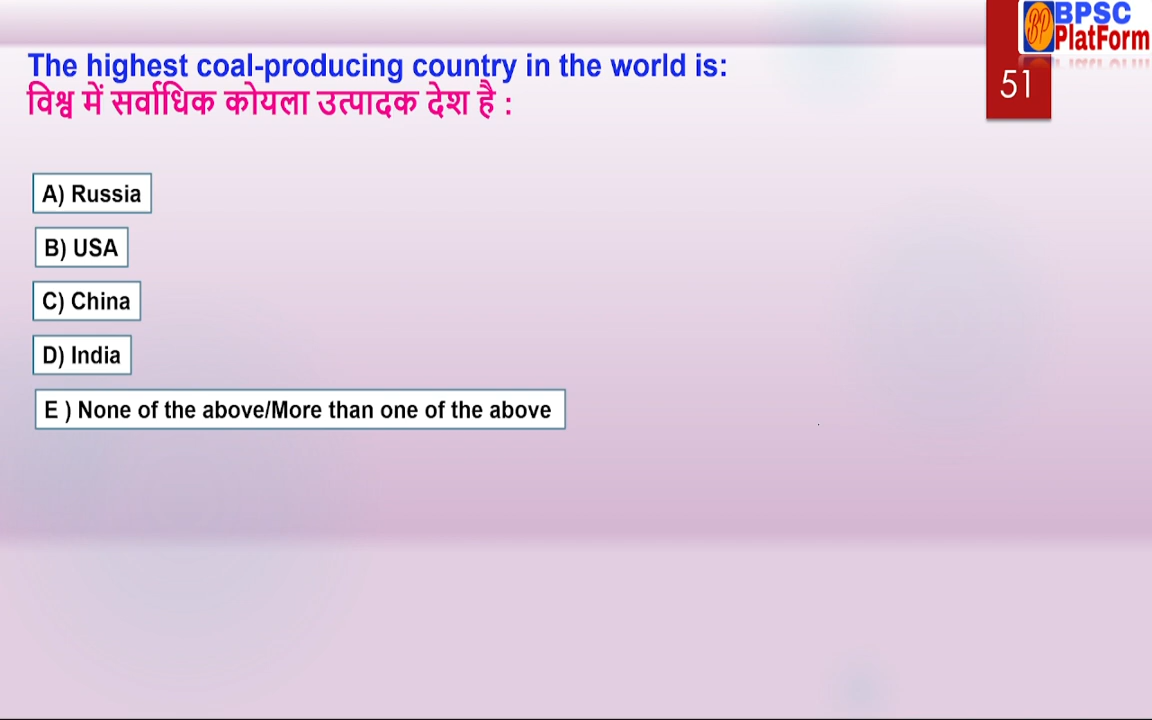 BPSC
PlatForm
The highest coal-producing country in the world is:
51
विश्व में सर्वाधिक कोयला उत्पादक देश है :
A) Russia
B) USA
C) China
D) India
E ) None of the above/More than one of the above